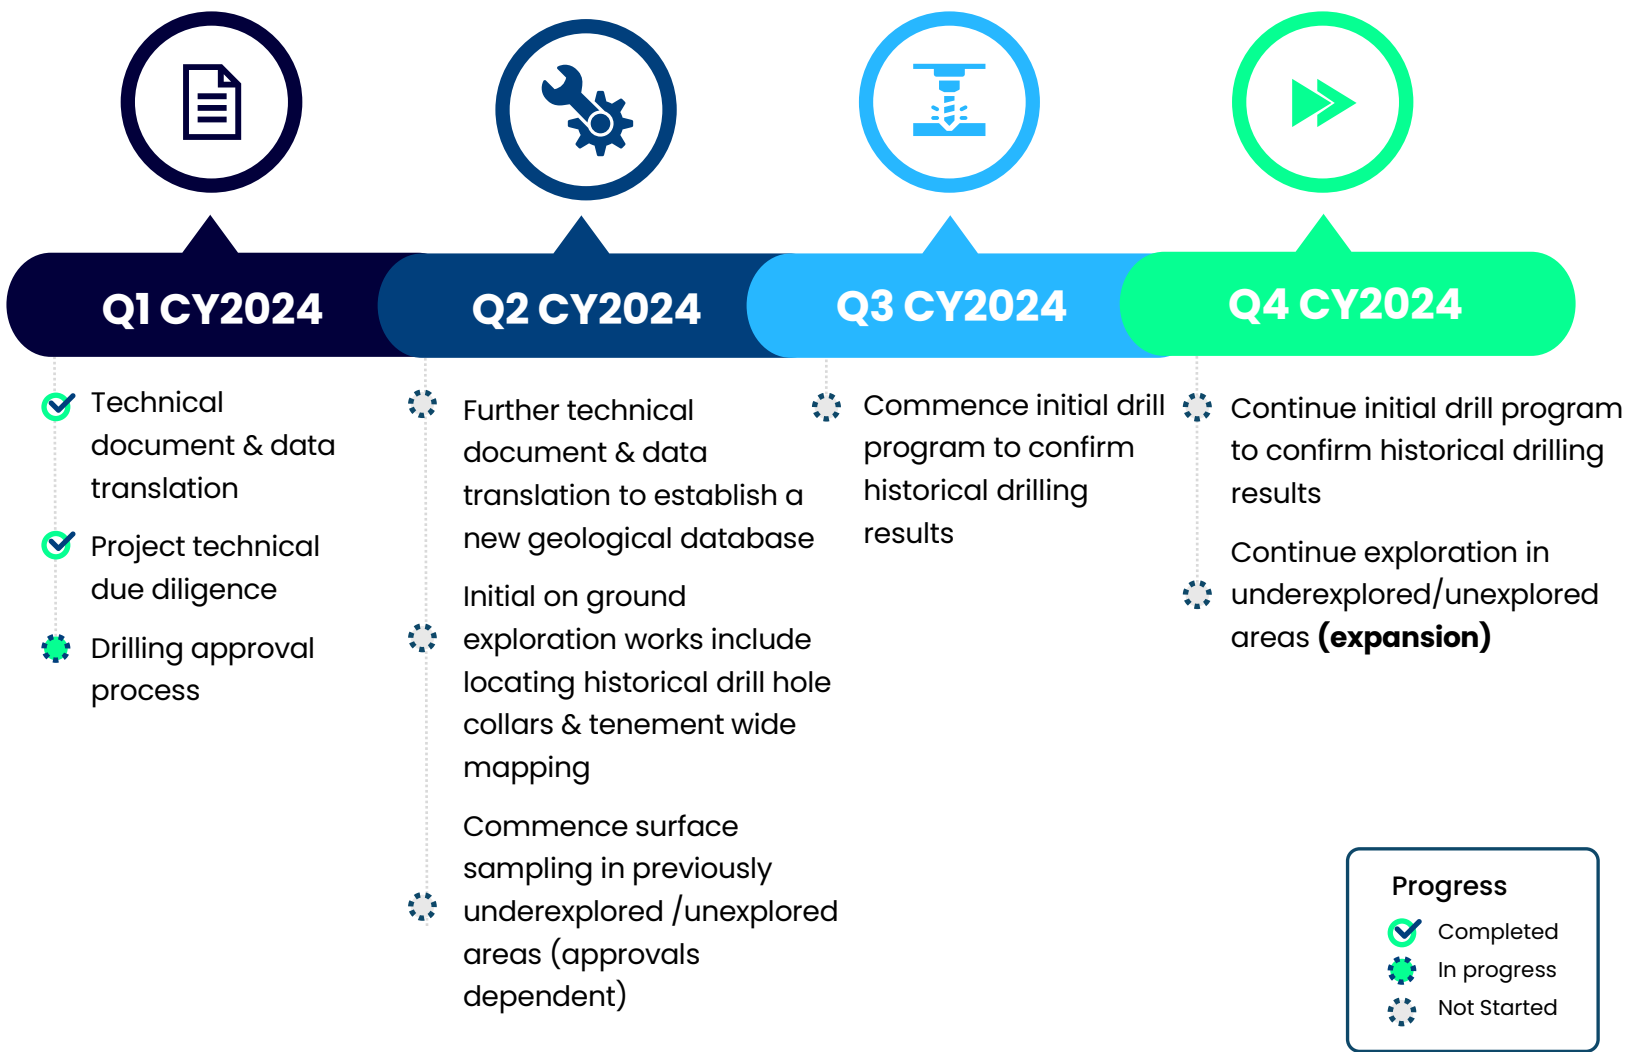 Q1 CY2024
Technical
document & data
translation
Project technical
due diligence
Drilling approval
process
Q2 CY2024
Further technical
document & data
translation to establish a
new geological database
Initial on ground
exploration works include
locating historical drill hole
collars & tenement wide
mapping
Commence surface
sampling in previously
underexplored /unexplored
areas (approvals
dependent)
Q3 CY2024
Commence initial drill
program to confirm
historical drilling
results
Q4 CY2024
Continue initial drill program
to confirm historical drilling
results
Continue exploration in
underexplored/unexplored
areas (expansion)
Progress
Completed
In progress
Not Started